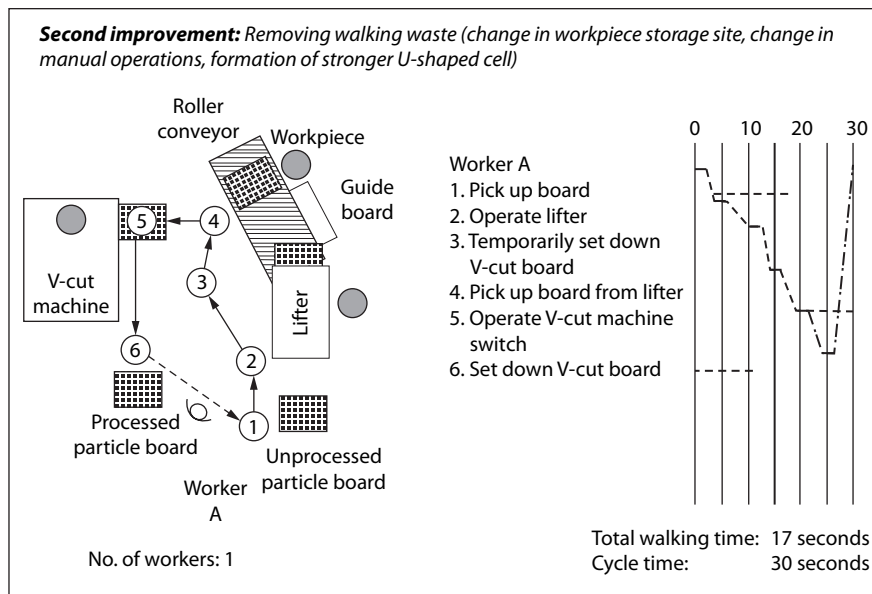 Second improvement: Removing walking waste (change in workpiece storage site, change in
manual operations, formation of stronger U-shaped cell)
Roller
conveyor
Workpiece
Guide
board
5
4
V-cut
machine
3
Lifter
6
2
1
Processed
particle board
Unprocessed
particle board
Worker
A
No. of workers: 1
0 10 20 30
Worker A
1. Pick up board
2. Operate lifter
3. Temporarily set down
V-cut board
4. Pick up board from lifter
5. Operate V-cut machine
switch
6. Set down V-cut board
Total walking time: 17 seconds
Cycle time: 30 seconds